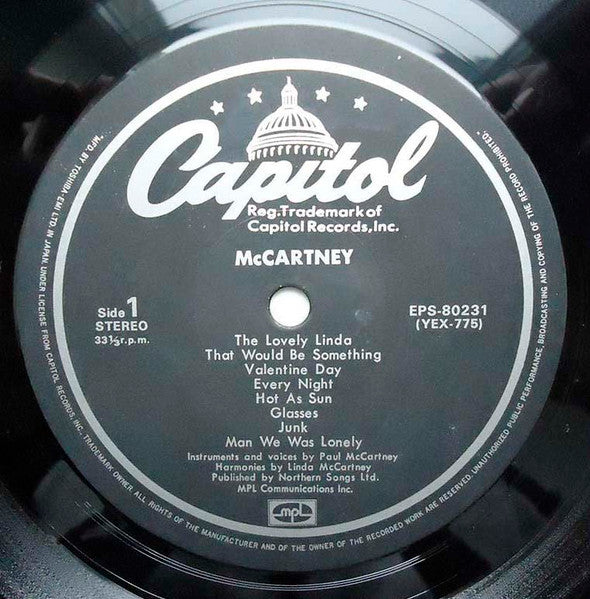 Capitol
Reg.Trademark of
Capitol Records,Inc.
McCARTNEY
Side 1
STEREO
33⅓r.p.m.
EPS-80231
(YEX-775)
The Lovely Linda
That Would Be Something
Valentine Day
Every Night
Hot As Sun
Glasses
Junk
Man We Was Lonely
Instruments and voices by Paul McCartney
Harmonies by Linda McCartney
Published by Northern Songs Ltd.
MPL Communications Inc.
mpl
"MFD. BY TOSHIBA-EMI LTD. IN JAPAN UNDER LICENSE FROM CAPITOL RECORDS, INC. TRADEMARK OWNER ALL RIGHTS OF THE MANUFACTURER AND OF THE OWNER OF THE RECORDED WORK ARE RESERVED. UNAUTHORIZED PUBLIC PERFORMANCE, BROADCASTING AND COPYING OF THE RECORD PROHIBITED."